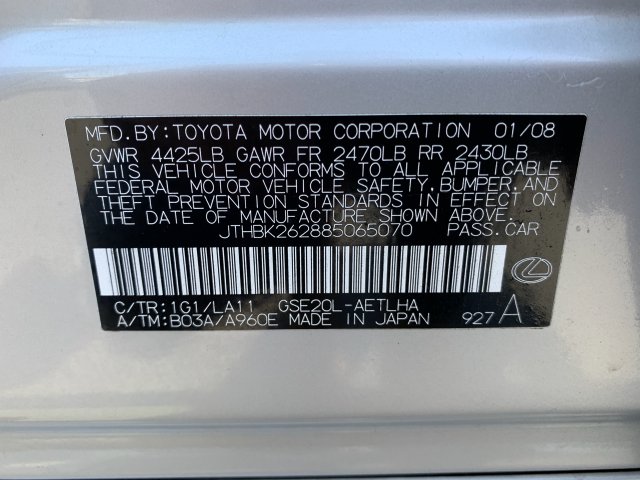 MFD.BY:TOYOTA MOTOR CORPORATION 01/08
GVWR 4425LB GAWR FR 2470LB RR 2430LB
THIS VEHICLE CONFORMS TO ALL APPLICABLE
FEDERAL MOTOR VEHICLE SAFETY,BUMPER,AND
THEFT PREVENTION STANDARDS IN EFFECT ON
THE DATE OF MANUFACTURE SHOWN ABOVE.
JTHBK262885065070 PASS.CAR
C/TR:1G1/LA11 GSE20L-AETLHA
A/TM:B03A/A960E MADE IN JAPAN 927 A